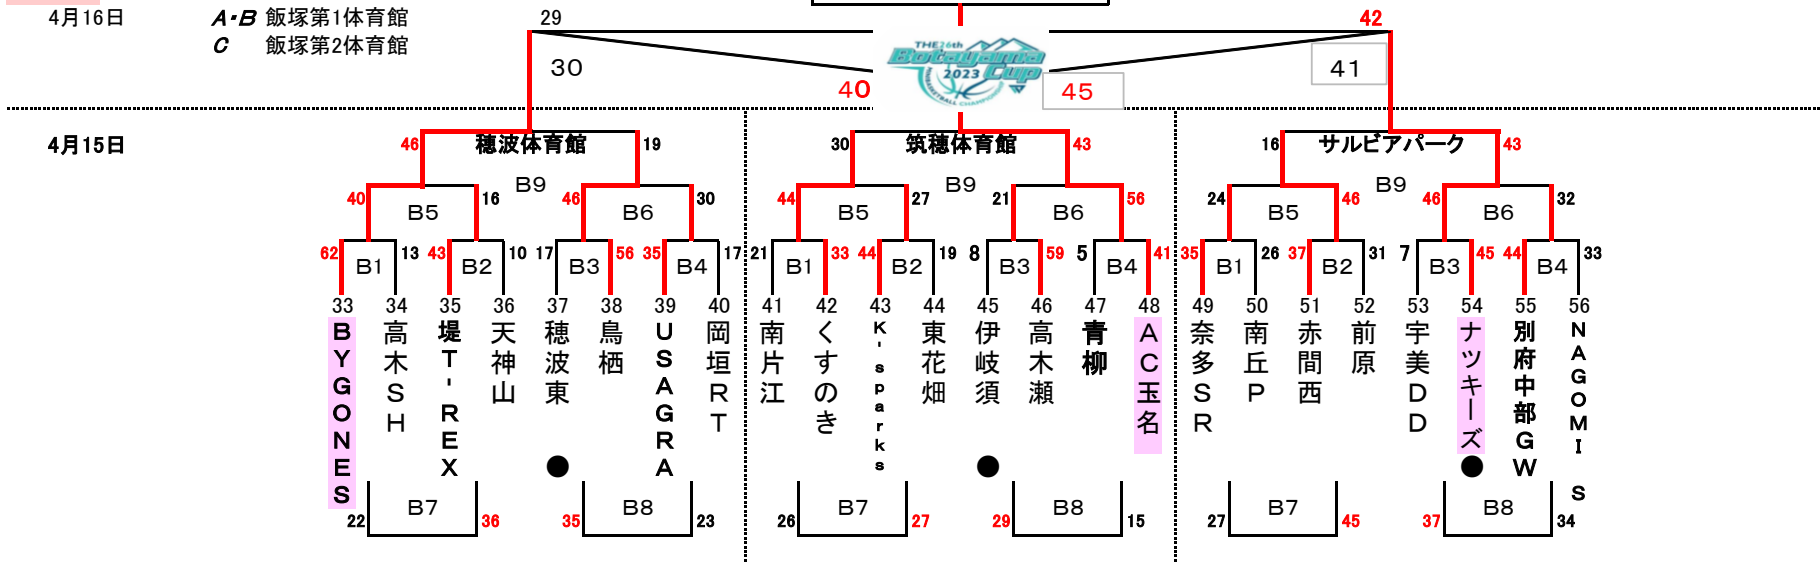 4月16日
A・B 飯塚第1体育館
C 飯塚第2体育館
29
42
30
41
THE 26th
Botayama
2023 Cup
BASKETBALL CHAMPIONSHIP
40
45
4月15日
46 穂波体育館 19
30 筑穂体育館 43
16 サルビアパーク 43
B9 B9 B9
40 B5 16 46 B6 30 44 B5 27 21 B6 56 24 B5 46 46 B6 32
62 B1 13 43 B2 10 17 B3 56 35 B4 17 21 B1 33 44 B2 19 8 B3 59 5 B4 41 35 B1 26 37 B2 31 7 B3 45 44 B4 33
33 34 35 36 37 38 39 40 41 42 43 44 45 46 47 48 49 50 51 52 53 54 55 56
BYGONES
高木SH
堤T-REX
天神山
穂波東
鳥栖
USAGRA
岡垣RT
南片江
くすのき
K'sparks
東花畑
伊岐須
高木瀬
青柳
AC玉名
奈多SR
南丘P
赤間西
前原
宇美DD
ナツキーズ
別府中部GW
NAGOMI S
● ● ●
22 B7 36 35 B8 23 26 B7 27 29 B8 15 27 B7 45 37 B8 34